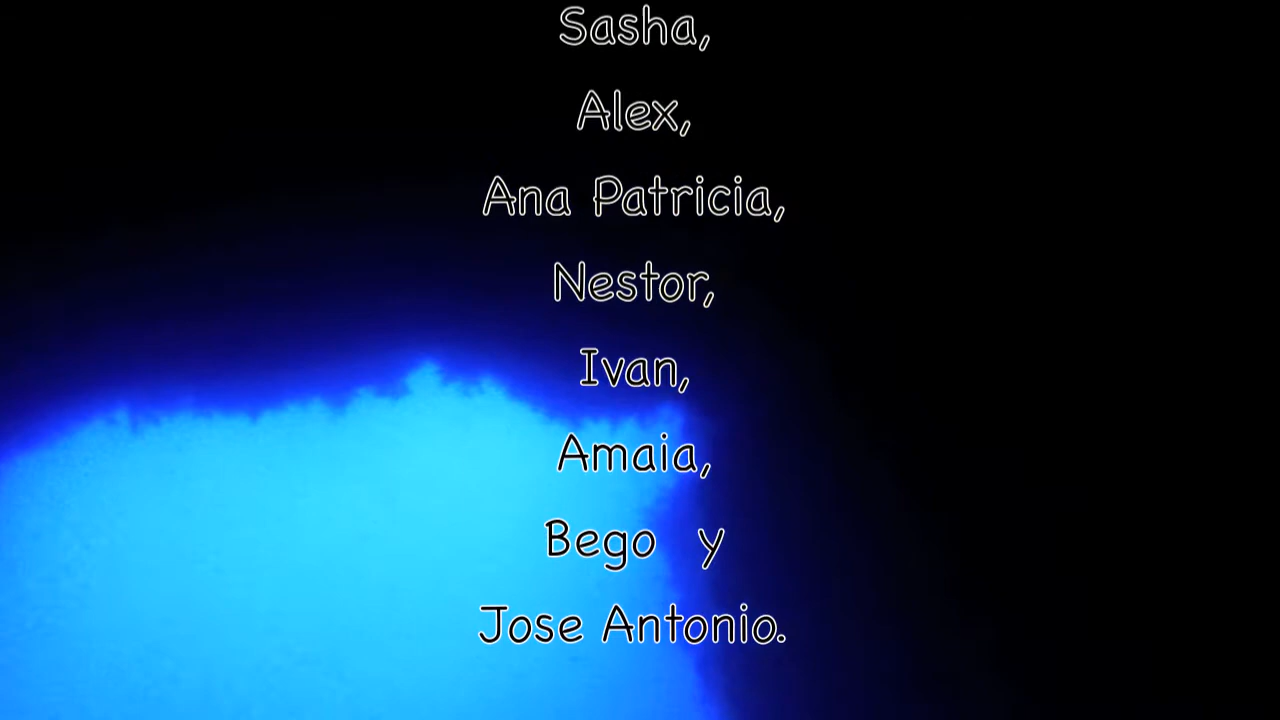 Sasha,
Alex,
Ana Patricia,
Nestor,
Ivan,
Amaia,
Bego y
Jose Antonio.